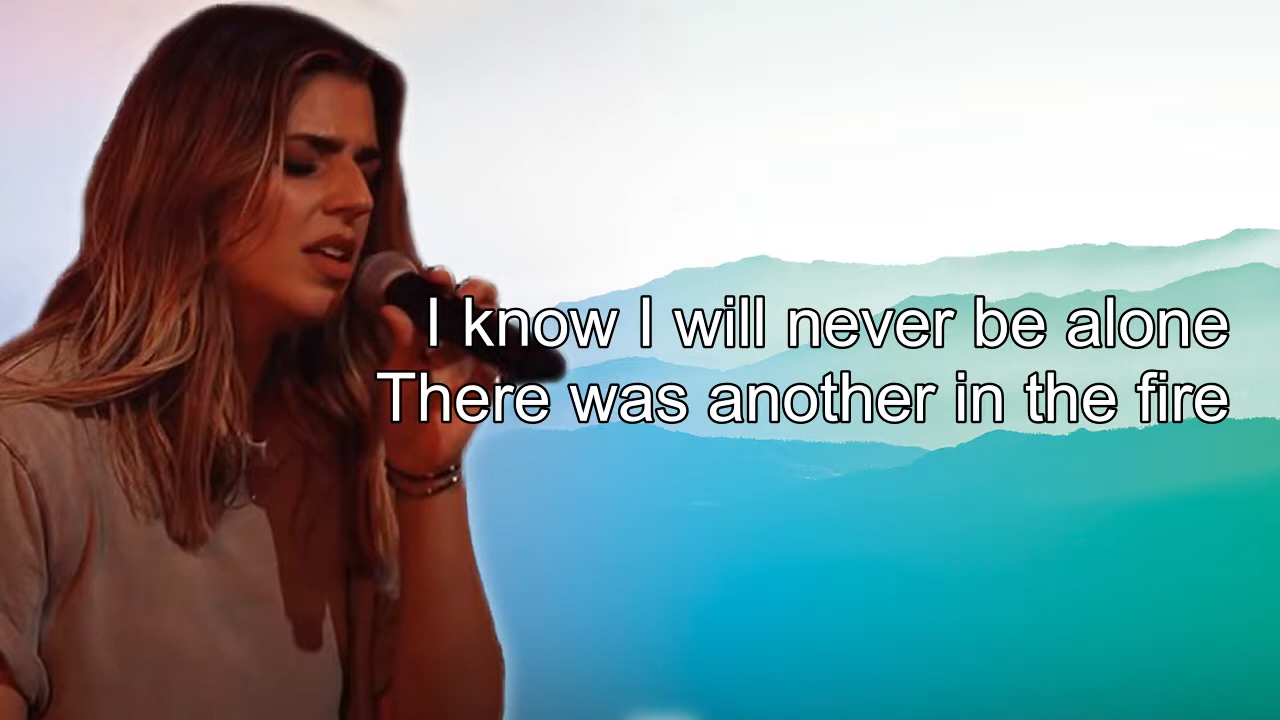 I know I will never be alone
There was another in the fire